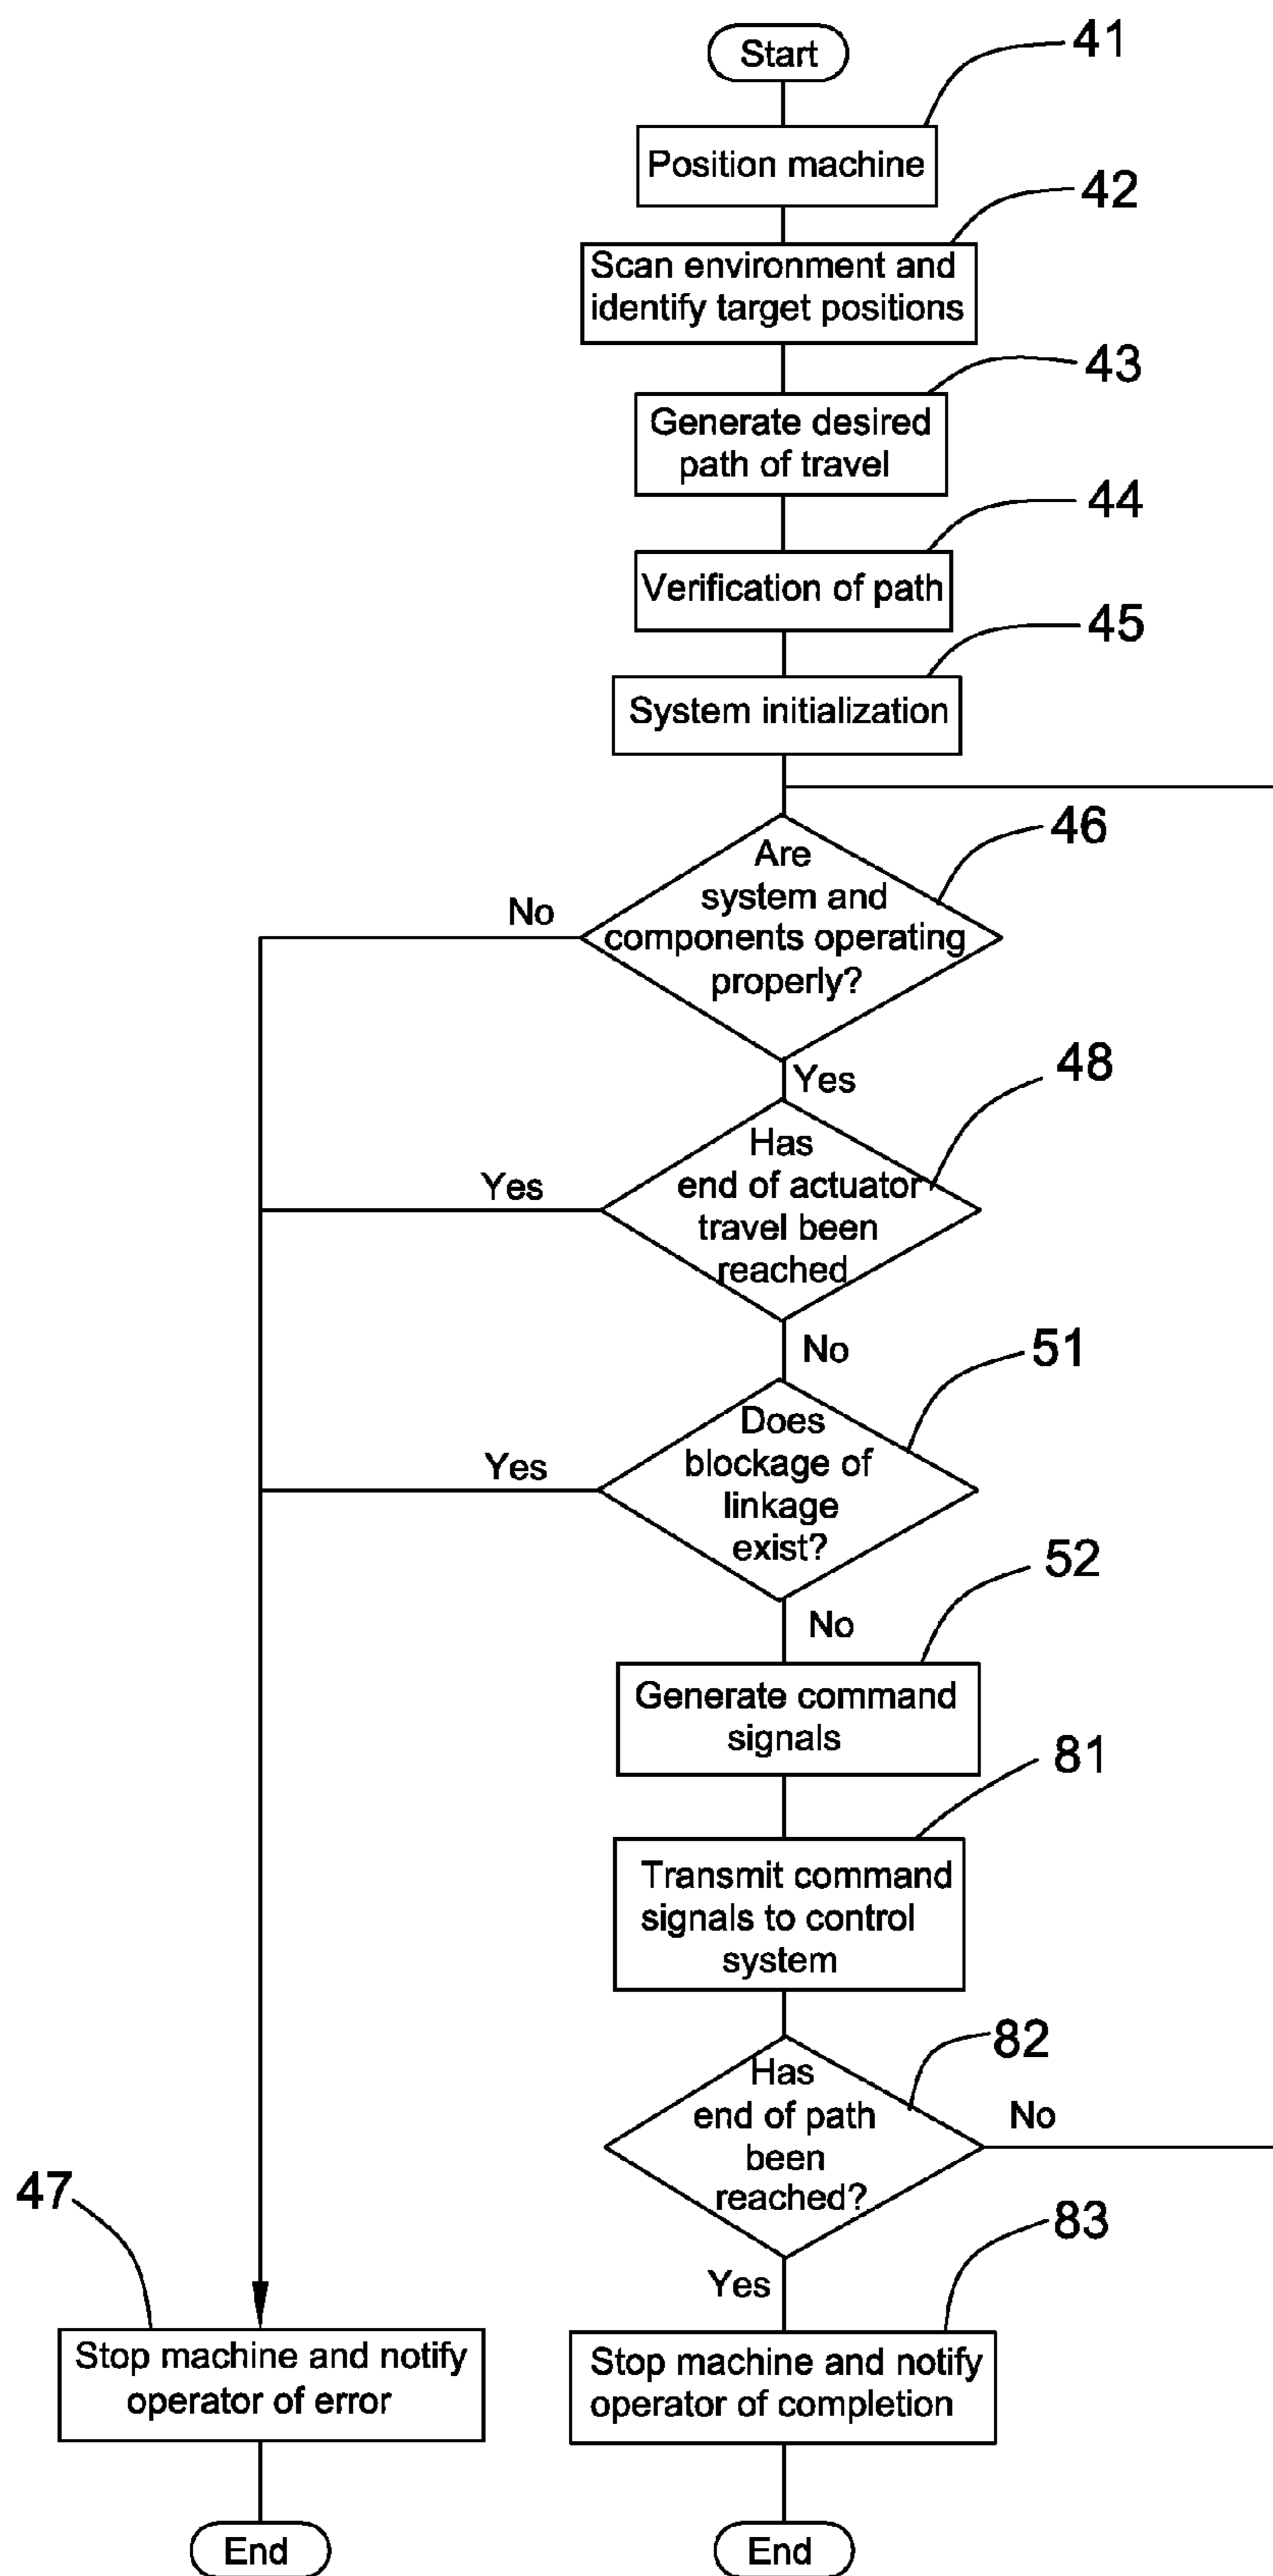 Start
41
Position machine
42
Scan environment and
identify target positions
43
Generate desired
path of travel
44
Verification of path
45
System initialization
46
Are
system and
components operating
properly?
No
Yes
48
Has
end of actuator
travel been
reached
Yes
No
51
Does
blockage of
linkage
exist?
Yes
No
52
Generate command
signals
81
Transmit command
signals to control
system
82
Has
end of path
been
reached?
No
Yes
47
Stop machine and notify
operator of error
83
Stop machine and notify
operator of completion
End
End